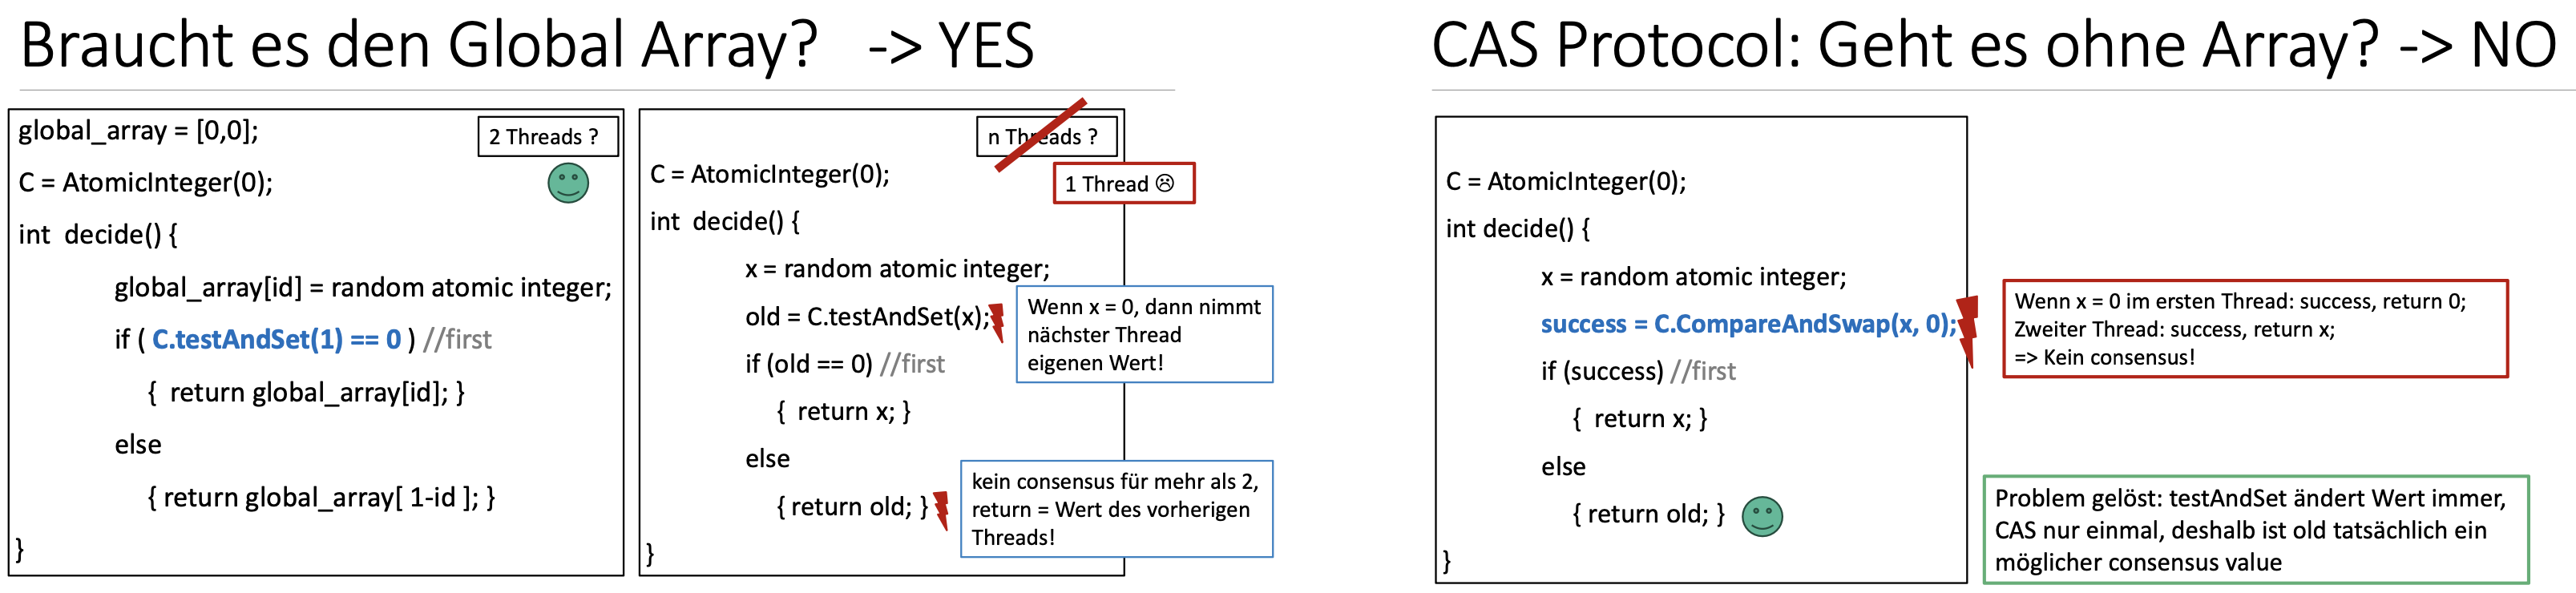 Braucht es den Global Array?   -> YES
global_array = [0,0];
2 Threads ?
C = AtomicInteger(0);
int  decide() {
global_array[id] = random atomic integer;
if ( C.testAndSet(1) == 0 ) //first
{  return global_array[id]; }
else
{ return global_array[ 1-id ]; }
}
n Threads ?
1 Thread ☹
C = AtomicInteger(0);
int  decide() {
x = random atomic integer;
old = C.testAndSet(x);
Wenn x = 0, dann nimmt
nächster Thread
eigenen Wert!
if (old == 0) //first
{  return x; }
else
{ return old; }
kein consensus für mehr als 2,
return = Wert des vorherigen
Threads!
}
CAS Protocol: Geht es ohne Array? -> NO
C = AtomicInteger(0);
int decide() {
x = random atomic integer;
success = C.CompareAndSwap(x, 0);
Wenn x = 0 im ersten Thread: success, return 0;
Zweiter Thread: success, return x;
=> Kein consensus!
if (success) //first
{  return x; }
else
{ return old; }
Problem gelöst: testAndSet ändert Wert immer,
CAS nur einmal, deshalb ist old tatsächlich ein
möglicher consensus value
}